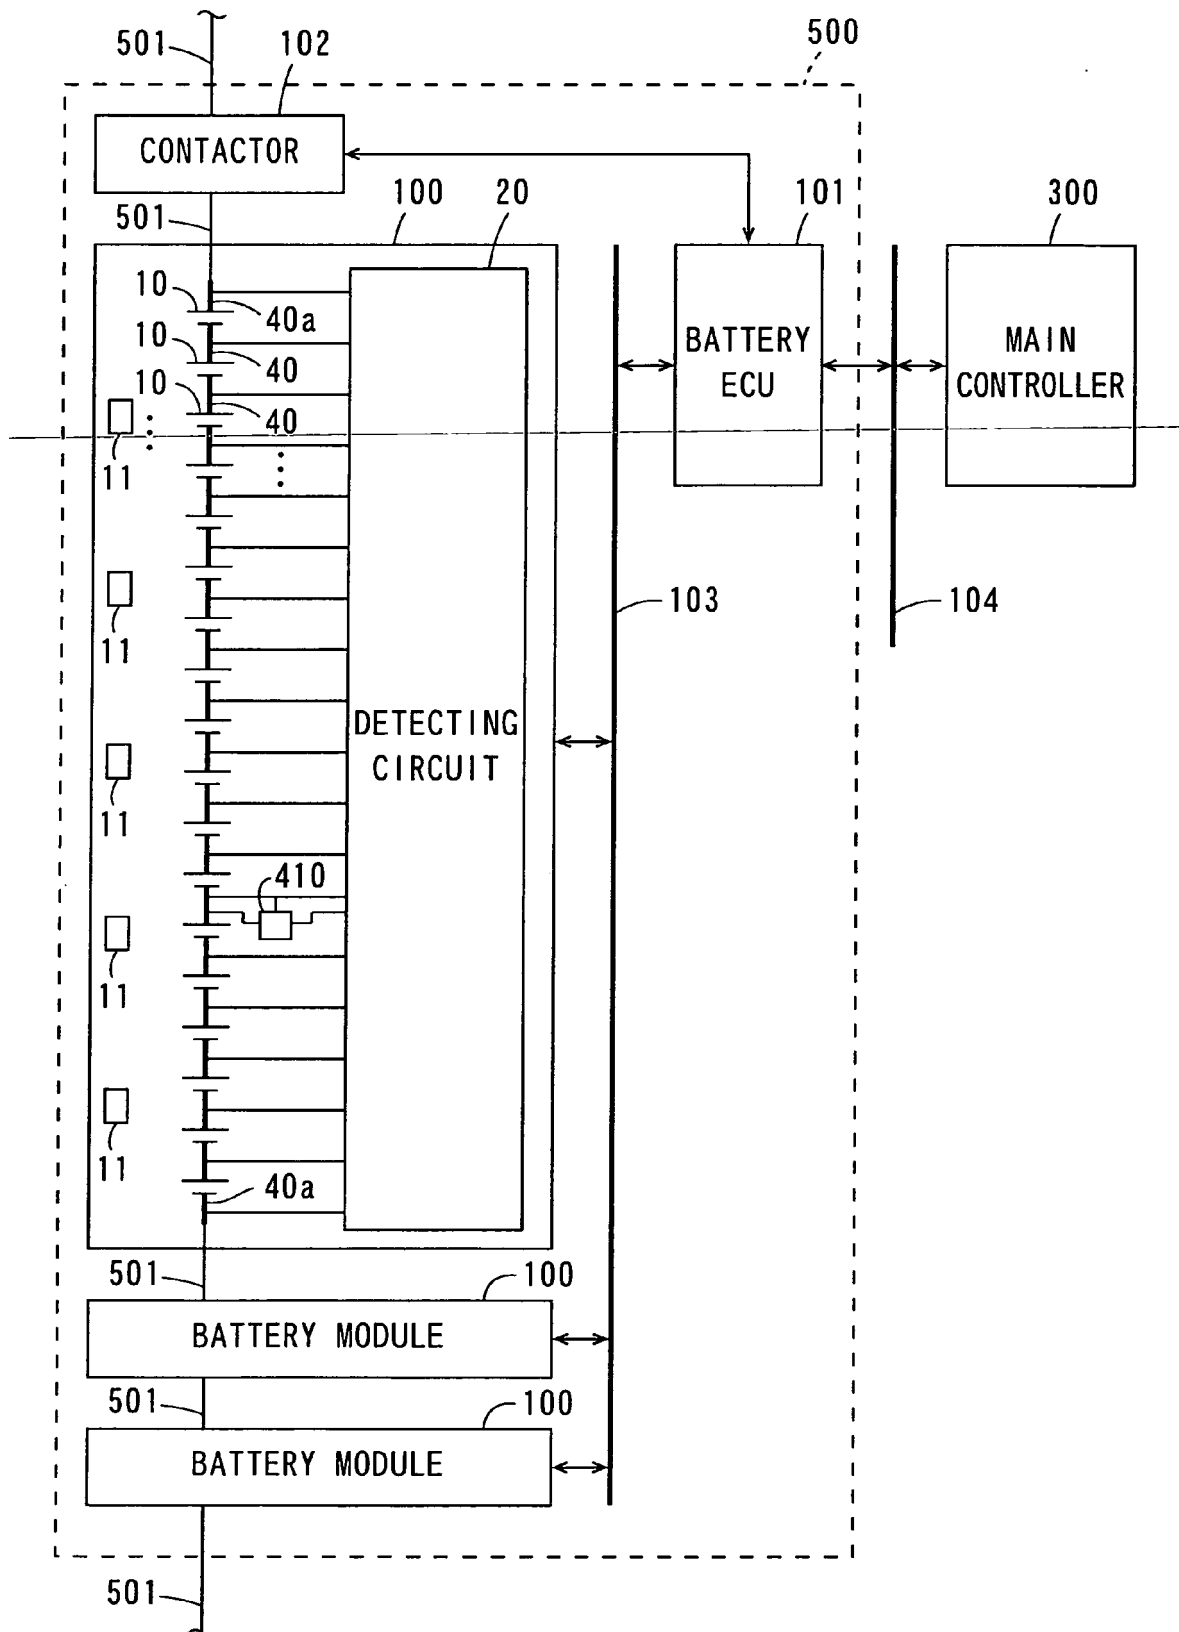 501
102
500
CONTACTOR
501
100
20
101
300
10
40a
10
40
10
40
BATTERY
ECU
MAIN
CONTROLLER
11
11
103
104
DETECTING
CIRCUIT
11
410
11
11
40a
501
100
BATTERY MODULE
501
100
BATTERY MODULE
501